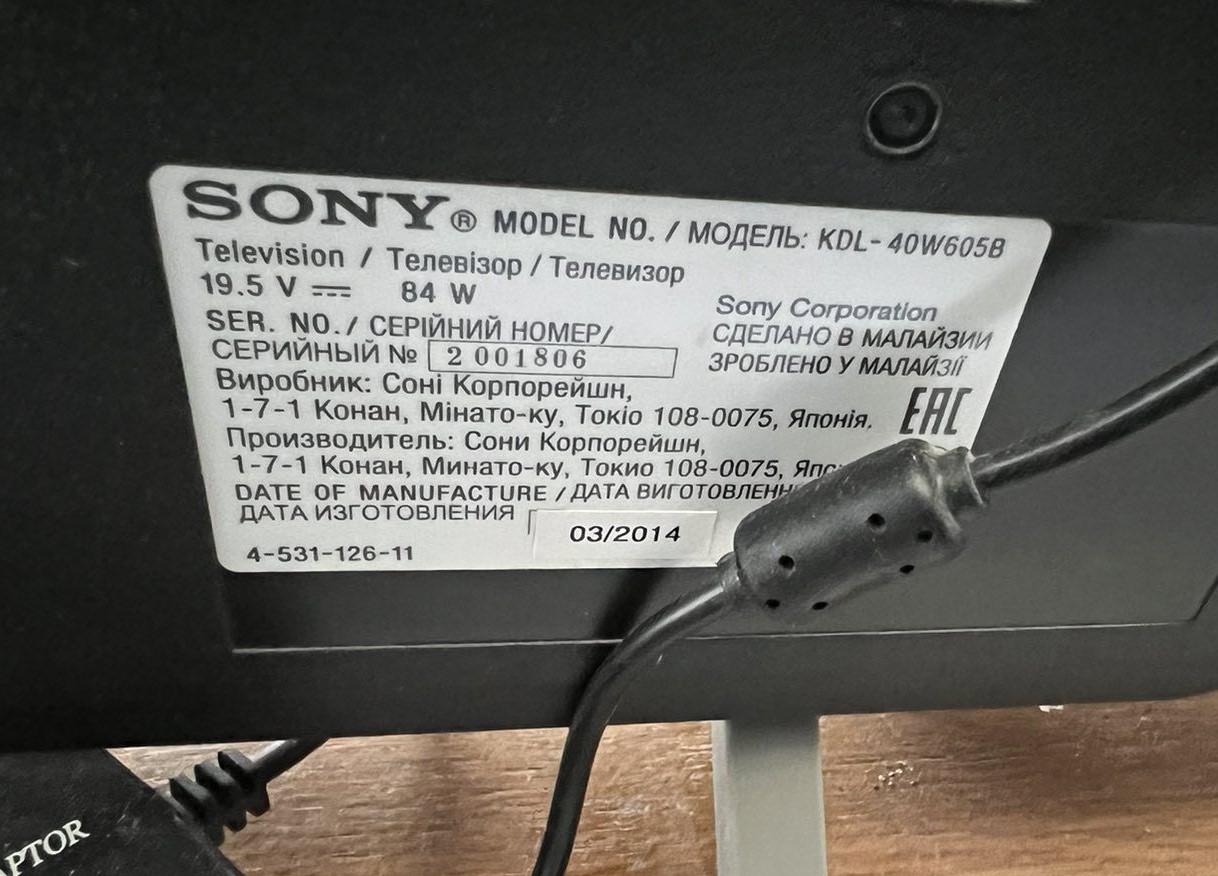 SONY® MODEL NO. / МОДЕЛЬ: KDL-40W605B
Television / Телевізор / Телевизор
19.5 V ⎓ 84 W
Sony Corporation
SER. NO./ СЕРІЙНИЙ НОМЕР/
СДЕЛАНО В МАЛАЙЗИИ
СЕРИЙНЫЙ № 2 001806
ЗРОБЛЕНО У МАЛАЙЗІЇ
Виробник: Соні Корпорейшн,
EAC
1-7-1 Конан, Мінато-ку, Токіо 108-0075, Японія.
Производитель: Сони Корпорейшн,
1-7-1 Конан, Минато-ку, Токио 108-0075,
DATE OF MANUFACTURE / ДАТА
ДАТА ИЗГОТОВЛЕНИЯ 03/2014
4-531-126-11